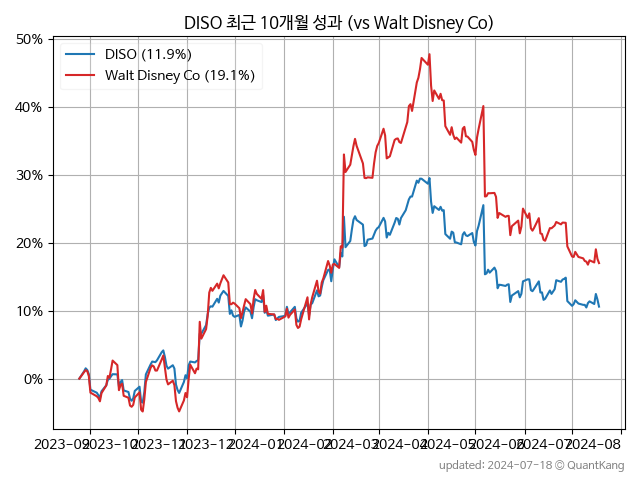 DISO 최근 10개월 성과 (vs Walt Disney Co)
DISO (11.9%)
Walt Disney Co (19.1%)
50%
40%
30%
20%
10%
0%
2023-09 2023-10 2023-11 2023-12 2024-01 2024-02 2024-03 2024-04 2024-05 2024-06 2024-07 2024-08
updated: 2024-07-18 © QuantKang